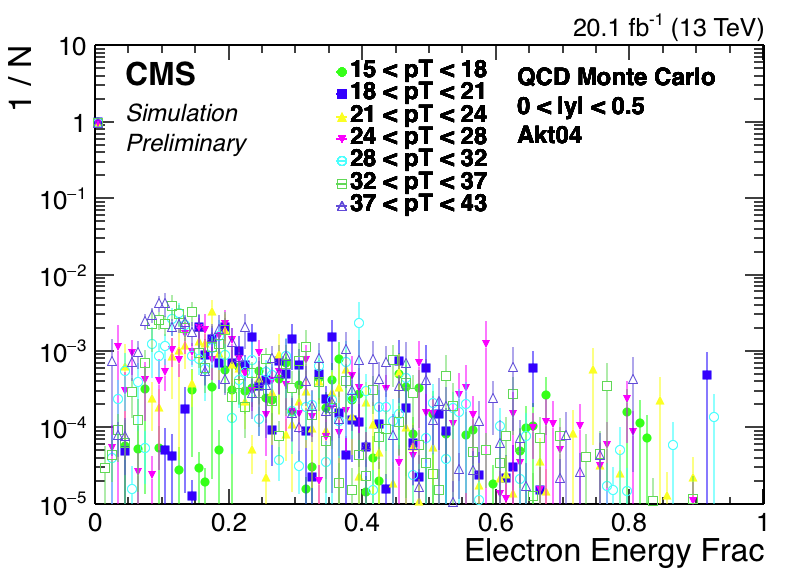 20.1 fb⁻¹ (13 TeV)
1 / N
10
1
10⁻¹
10⁻²
10⁻³
10⁻⁴
10⁻⁵
CMS
Simulation
Preliminary
15 < pT < 18
18 < pT < 21
21 < pT < 24
24 < pT < 28
28 < pT < 32
32 < pT < 37
37 < pT < 43
QCD Monte Carlo
0 < |y| < 0.5
Akt04
0 0.2 0.4 0.6 0.8 1
Electron Energy Frac